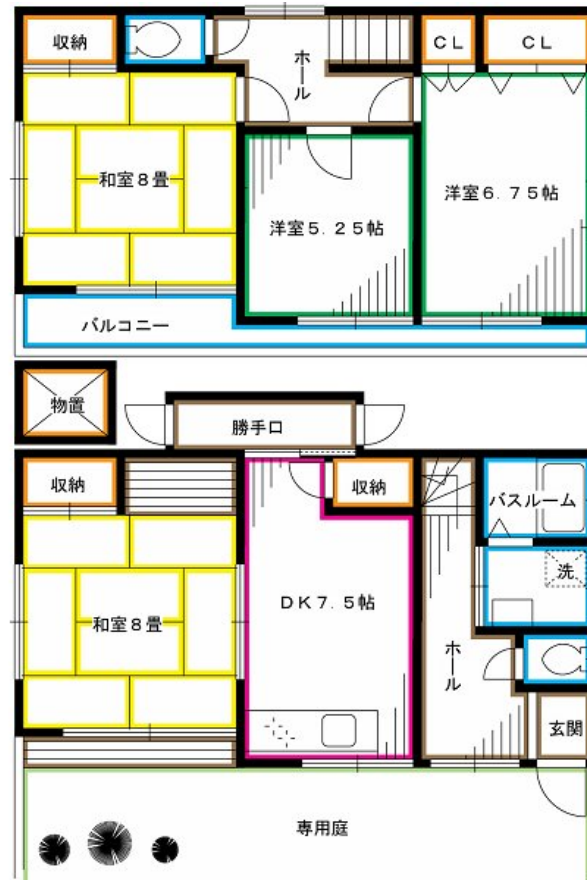 収納
ホール
CL
CL
和室8畳
洋室5.25帖
洋室6.75帖
バルコニー
物置
勝手口
収納
収納
バスルーム
洗
和室8畳
DK7.5帖
ホール
玄関
専用庭